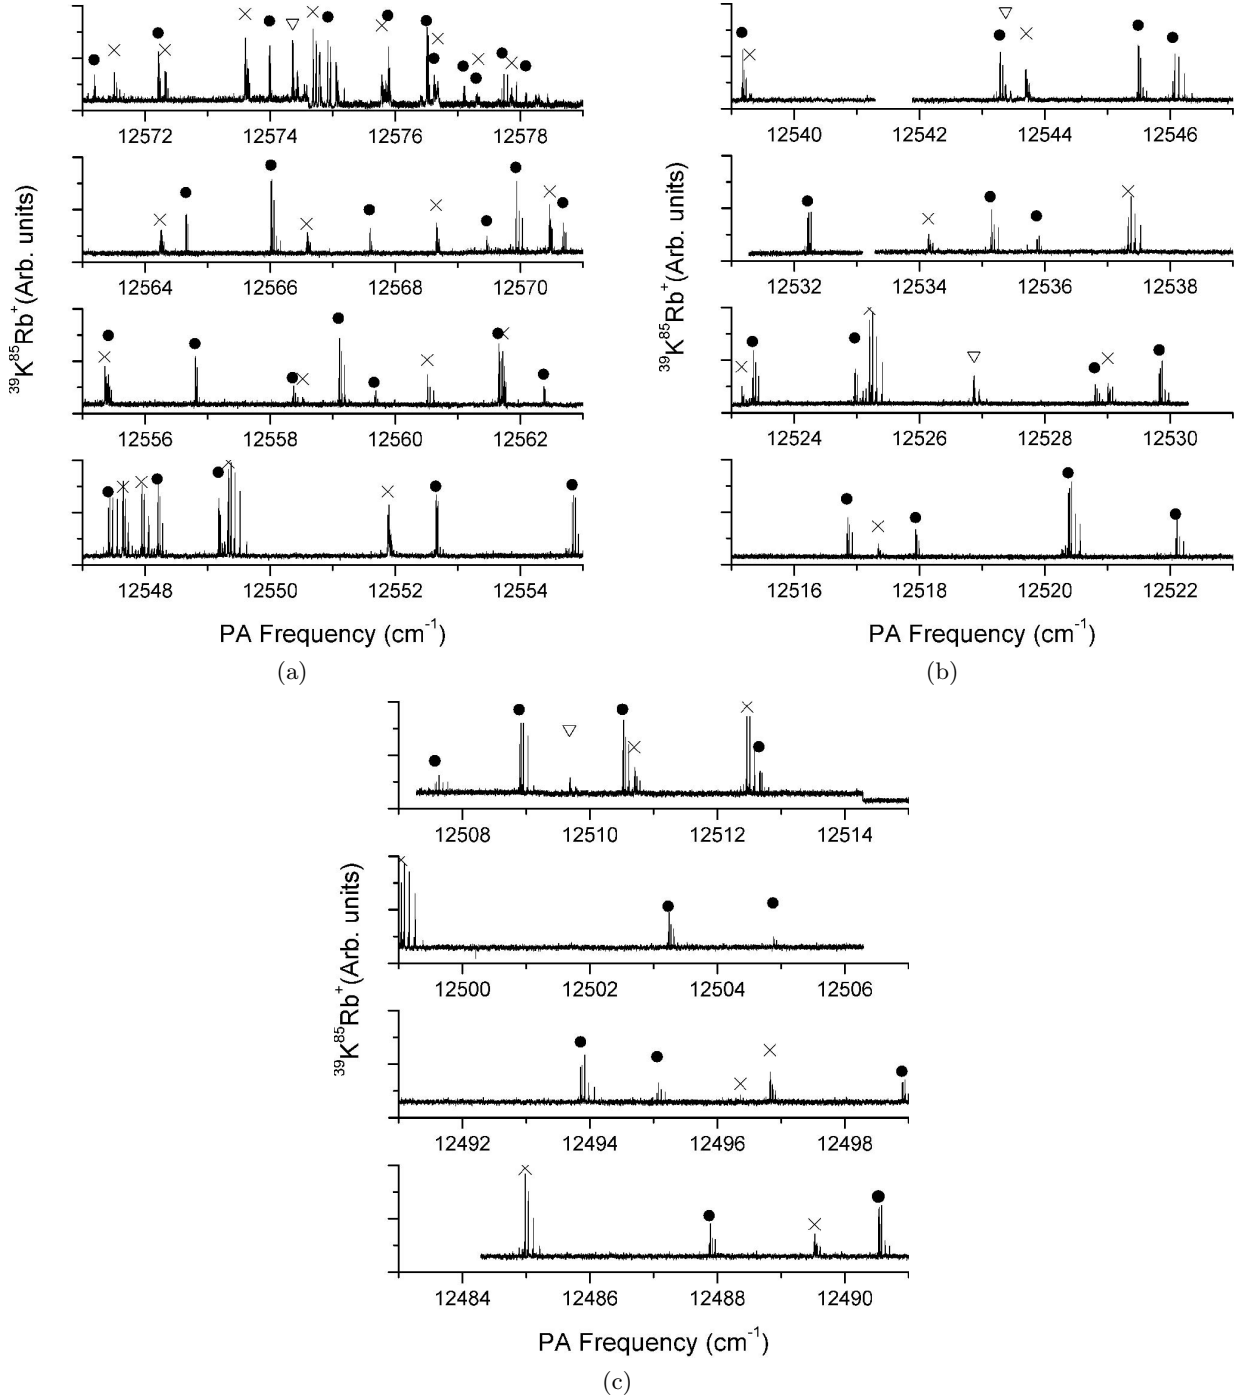 12572 12574 12576 12578
12564 12566 12568 12570
12556 12558 12560 12562
12548 12550 12552 12554
³⁹K⁸⁵Rb⁺(Arb. units)
PA Frequency (cm⁻¹)
(a)
12540 12542 12544 12546
12532 12534 12536 12538
12524 12526 12528 12530
12516 12518 12520 12522
³⁹K⁸⁵Rb⁺(Arb. units)
PA Frequency (cm⁻¹)
(b)
12508 12510 12512 12514
12500 12502 12504 12506
12492 12494 12496 12498
12484 12486 12488 12490
³⁹K⁸⁵Rb⁺(Arb. units)
PA Frequency (cm⁻¹)
(c)